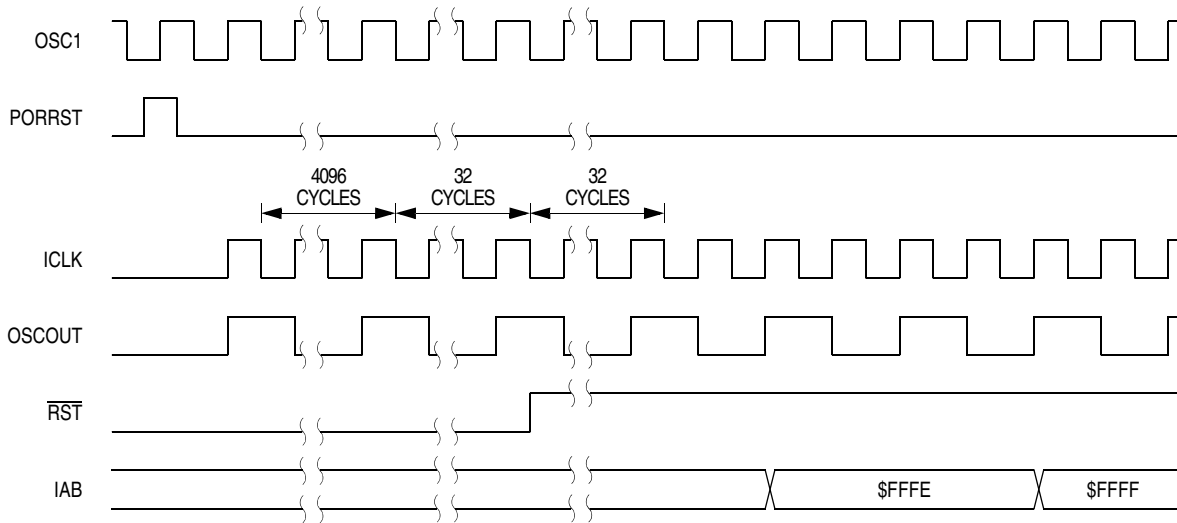 OSC1
PORRST
4096
CYCLES
32
CYCLES
32
CYCLES
ICLK
OSCOUT
RST
IAB
$FFFE
$FFFF